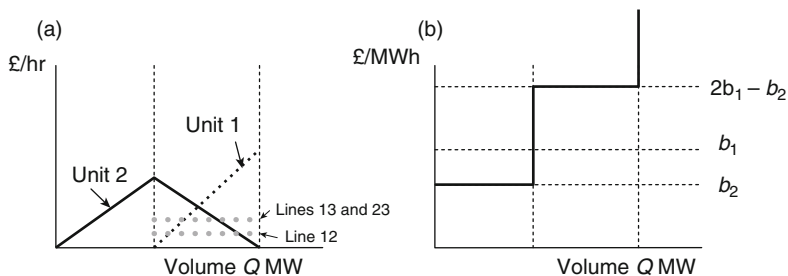 (a)
£/hr
Unit 1
Unit 2
Lines 13 and 23
Line 12
Volume Q MW
(b)
£/MWh
2b₁ – b₂
b₁
b₂
Volume Q MW